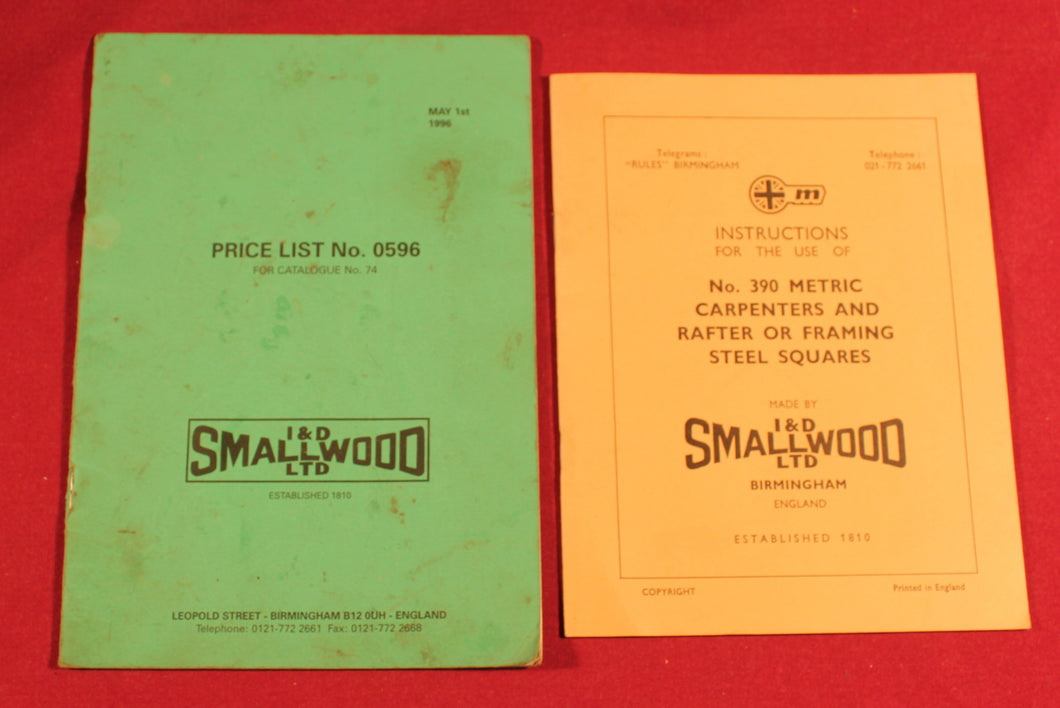 MAY 1st
1996
PRICE LIST No. 0596
FOR CATALOGUE No. 74
I & D
SMALLWOOD
LTD
ESTABLISHED 1810
LEOPOLD STREET - BIRMINGHAM B12 0UH - ENGLAND
Telephone: 0121-772 2661 Fax: 0121-772 2668
Telegrams :
"RULES" BIRMINGHAM
Telephone :
021-772 2661
m
INSTRUCTIONS
FOR THE USE OF
No. 390 METRIC
CARPENTERS AND
RAFTER OR FRAMING
STEEL SQUARES
MADE BY
I & D
SMALLWOOD
LTD
BIRMINGHAM
ENGLAND
ESTABLISHED 1810
COPYRIGHT
Printed in England